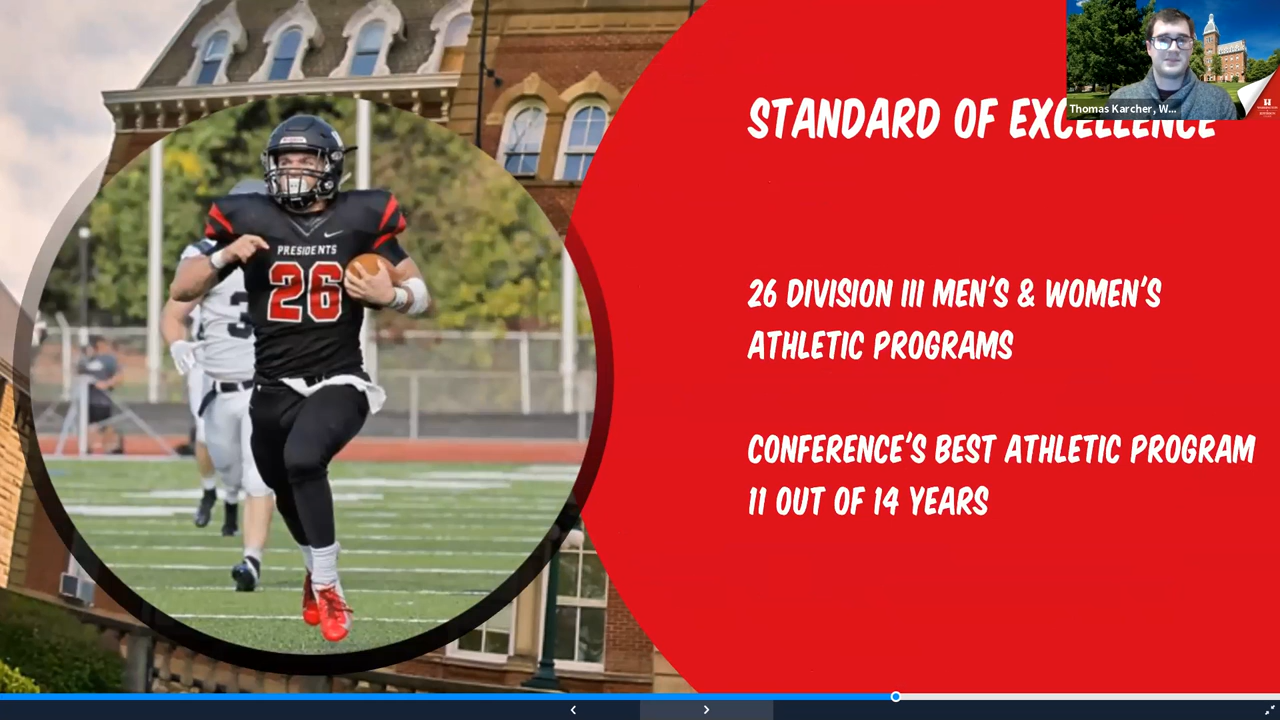 Thomas Karcher, W...
STANDARD OF EXCELLENCE
26 DIVISION III MEN'S & WOMEN'S
ATHLETIC PROGRAMS
CONFERENCE'S BEST ATHLETIC PROGRAM
11 OUT OF 14 YEARS
PRESIDENTS
26
3